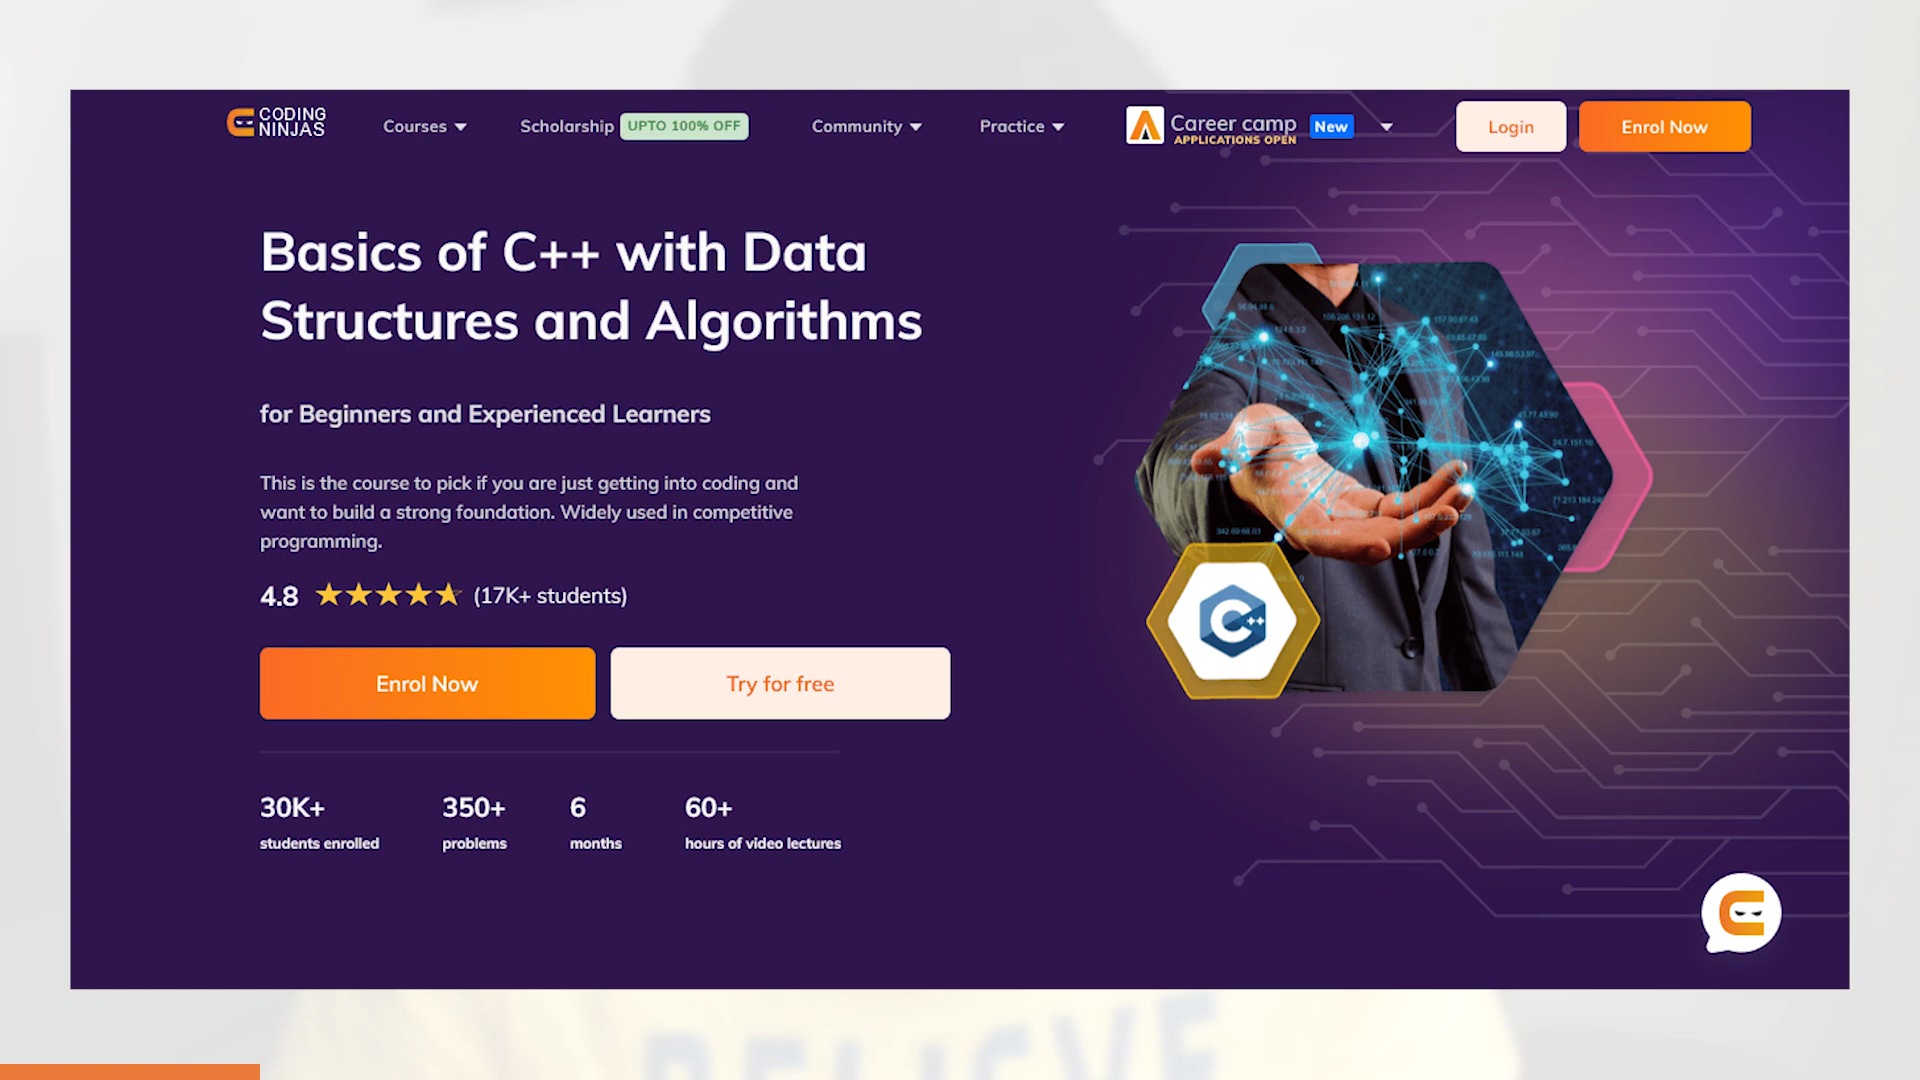 CODING
NINJAS
Courses
Scholarship UPTO 100% OFF
Community
Practice
Career camp
APPLICATIONS OPEN
New
Login
Enrol Now
Basics of C++ with Data
Structures and Algorithms
for Beginners and Experienced Learners
This is the course to pick if you are just getting into coding and
want to build a strong foundation. Widely used in competitive
programming.
4.8 (17K+ students)
Enrol Now
Try for free
30K+
students enrolled
350+
problems
6
months
60+
hours of video lectures
C++
BELIEVE